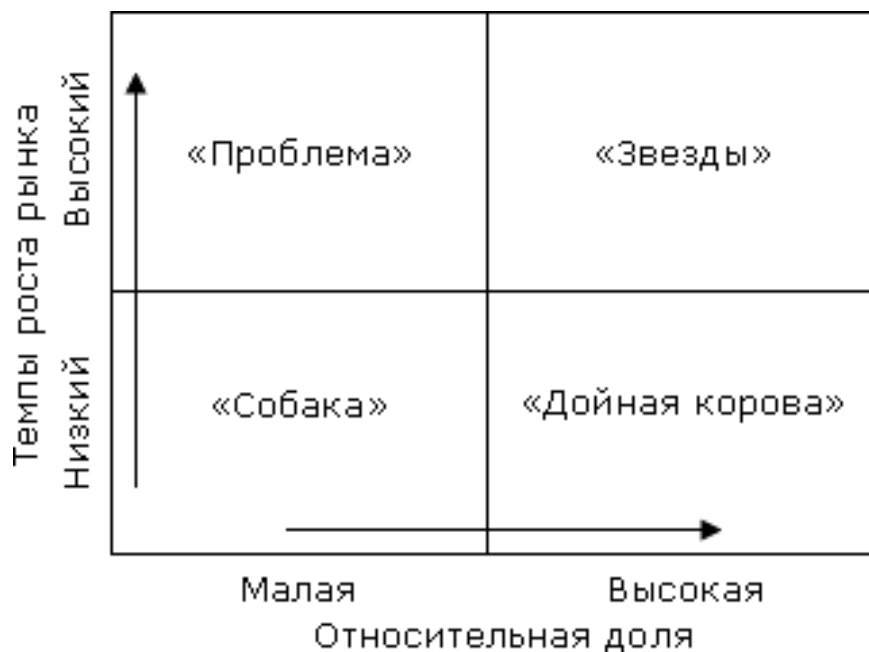 Темпы роста рынка
Высокий
Низкий
«Проблема»
«Звезды»
«Собака»
«Дойная корова»
Малая
Высокая
Относительная доля